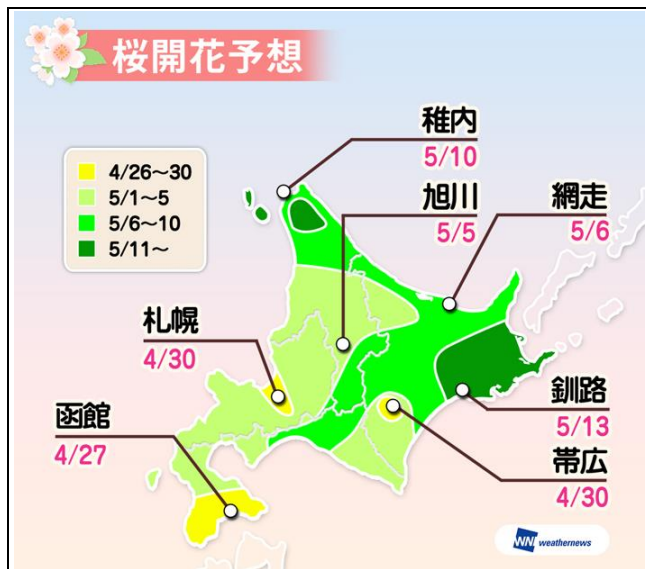 桜開花予想
4/26～30
5/1～5
5/6～10
5/11～
稚内
5/10
旭川
5/5
網走
5/6
札幌
4/30
函館
4/27
釧路
5/13
帯広
4/30
WN weathernews